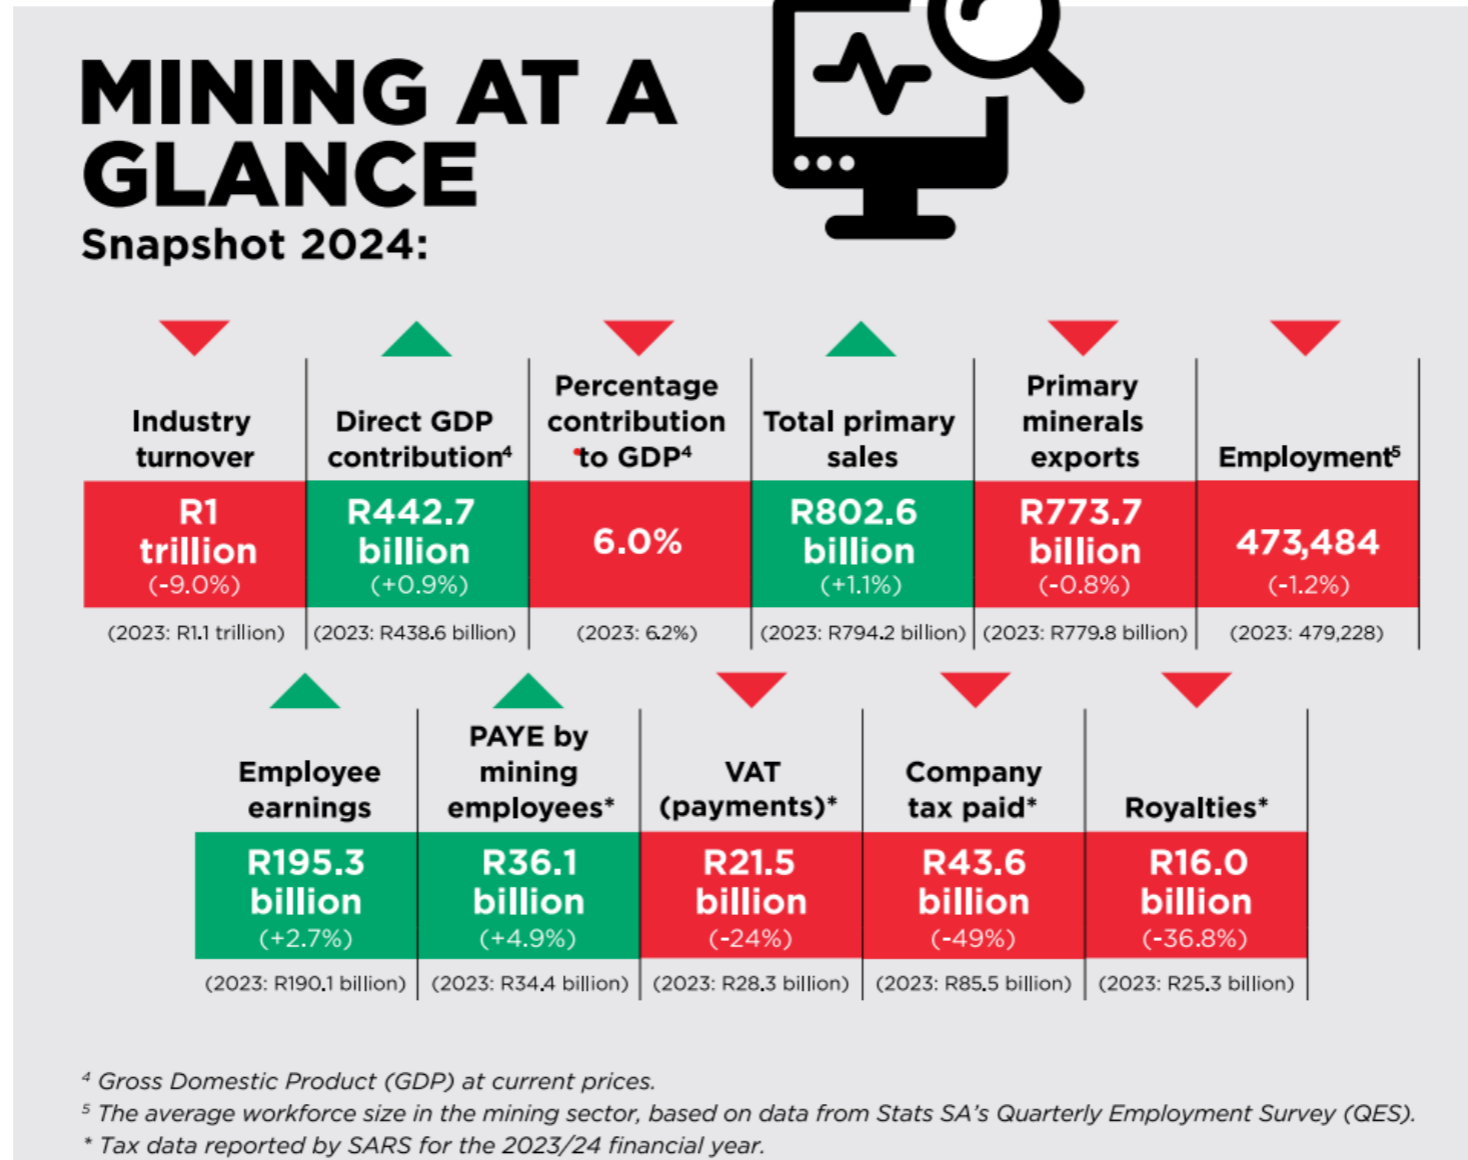 MINING AT A
GLANCE
Snapshot 2024:
Industry
turnover
R1
trillion
(-9.0%)
(2023: R1.1 trillion)
Direct GDP
contribution⁴
R442.7
billion
(+0.9%)
(2023: R438.6 billion)
Percentage
contribution
to GDP⁴
6.0%
(2023: 6.2%)
Total primary
sales
R802.6
billion
(+1.1%)
(2023: R794.2 billion)
Primary
minerals
exports
R773.7
billion
(-0.8%)
(2023: R779.8 billion)
Employment⁵
473,484
(-1.2%)
(2023: 479,228)
Employee
earnings
R195.3
billion
(+2.7%)
(2023: R190.1 billion)
PAYE by
mining
employees*
R36.1
billion
(+4.9%)
(2023: R34.4 billion)
VAT
(payments)*
R21.5
billion
(-24%)
(2023: R28.3 billion)
Company
tax paid*
R43.6
billion
(-49%)
(2023: R85.5 billion)
Royalties*
R16.0
billion
(-36.8%)
(2023: R25.3 billion)
⁴ Gross Domestic Product (GDP) at current prices.
⁵ The average workforce size in the mining sector, based on data from Stats SA's Quarterly Employment Survey (QES).
* Tax data reported by SARS for the 2023/24 financial year.